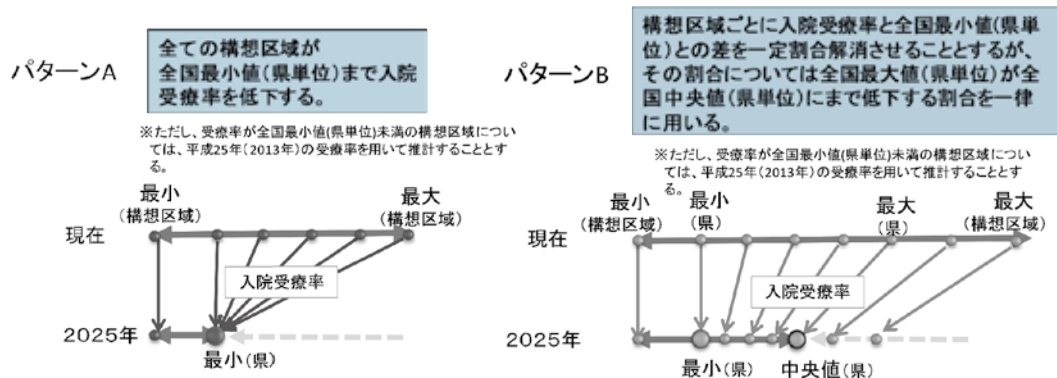 パターンA
全ての構想区域が
全国最小値(県単位)まで入院
受療率を低下する。
※ただし、受療率が全国最小値(県単位)未満の構想区域につい
ては、平成25年(2013年)の受療率を用いて推計することとす
る。
最小
(構想区域)
最大
(構想区域)
現在
入院受療率
2025年
最小(県)
パターンB
構想区域ごとに入院受療率と全国最小値(県単
位)との差を一定割合解消させることとするが、
その割合については全国最大値(県単位)が全
国中央値(県単位)にまで低下する割合を一律
に用いる。
※ただし、受療率が全国最小値(県単位)未満の構想区域につい
ては、平成25年(2013年)の受療率を用いて推計することとす
る。
最小
(構想区域)
最小
(県)
最大
(県)
最大
(構想区域)
現在
入院受療率
2025年
最小(県)
中央値(県)